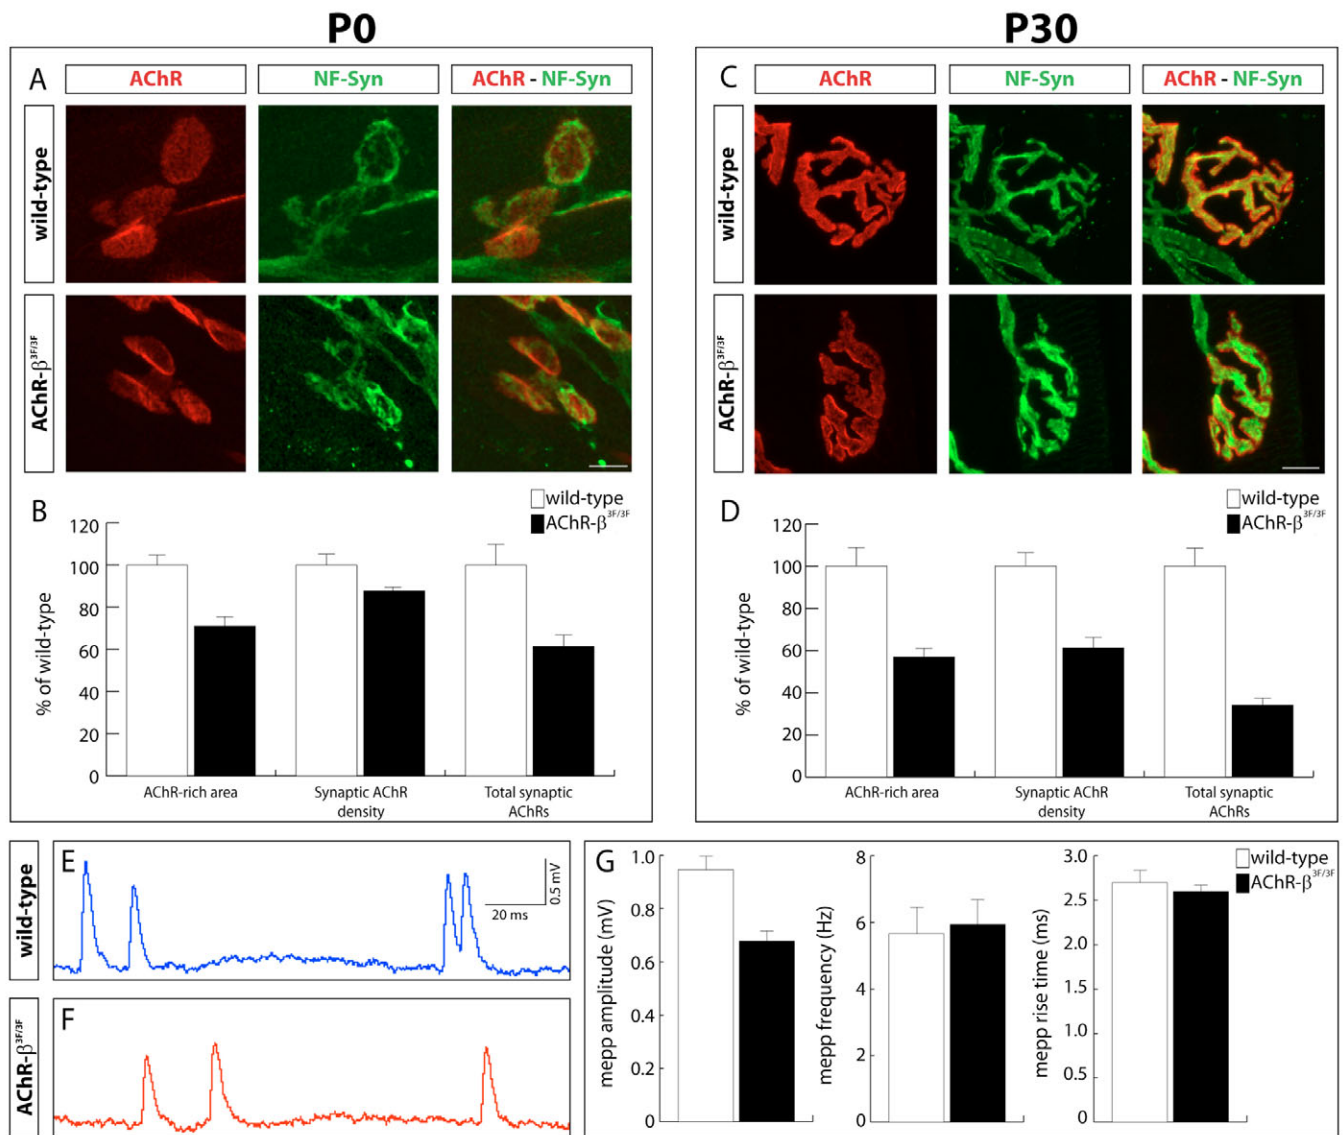 P0
P30
A
AChR
NF-Syn
AChR - NF-Syn
wild-type
AChR-β3F/3F
C
AChR
NF-Syn
AChR - NF-Syn
wild-type
AChR-β3F/3F
B
wild-type
AChR-β3F/3F
% of wild-type
120
100
80
60
40
20
0
AChR-rich area
Synaptic AChR
density
Total synaptic
AChRs
D
wild-type
AChR-β3F/3F
% of wild-type
120
100
80
60
40
20
0
AChR-rich area
Synaptic AChR
density
Total synaptic
AChRs
wild-type
E
0.5 mV
20 ms
AChR-β3F/3F
F
G
mepp amplitude (mV)
1.0
0.8
0.6
0.4
0.2
0
mepp frequency (Hz)
8
6
4
2
0
mepp rise time (ms)
3.0
2.5
2.0
1.5
1.0
0.5
0
wild-type
AChR-β3F/3F